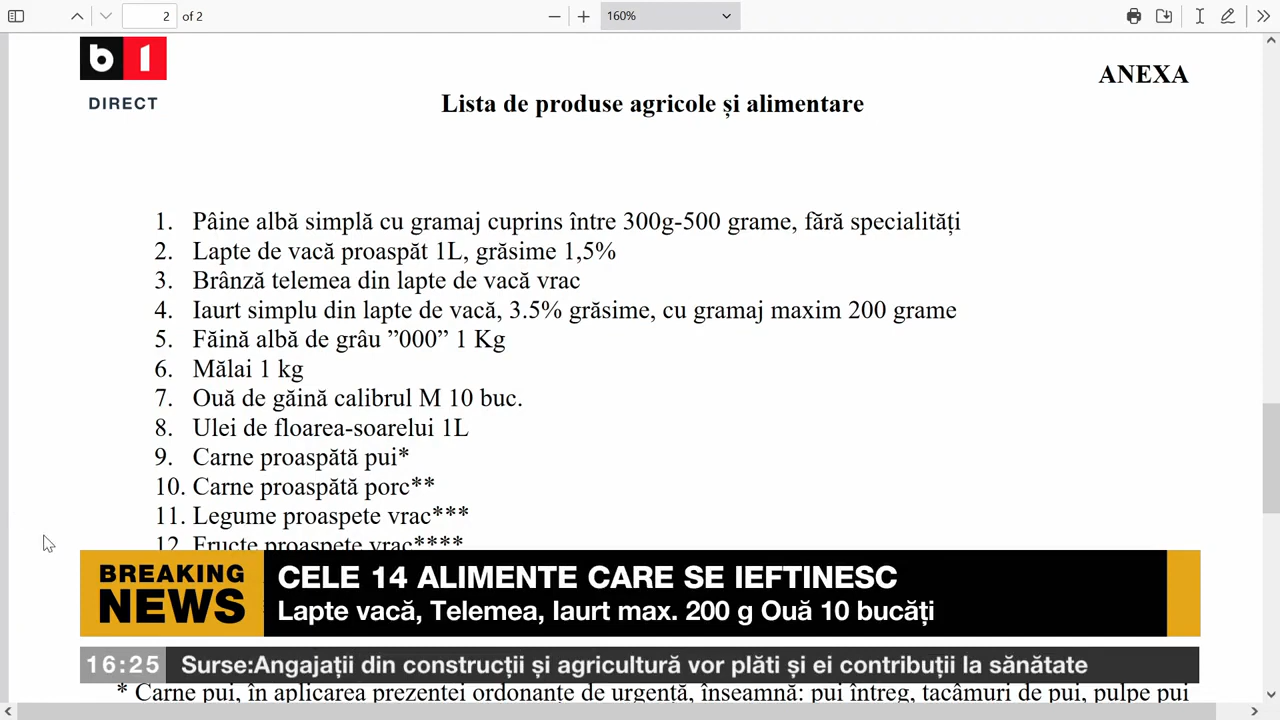 2 of 2
160%
b1
DIRECT
ANEXA
Lista de produse agricole și alimentare
1. Pâine albă simplă cu gramaj cuprins între 300g-500 grame, fără specialități
2. Lapte de vacă proaspăt 1L, grăsime 1,5%
3. Brânză telemea din lapte de vacă vrac
4. Iaurt simplu din lapte de vacă, 3.5% grăsime, cu gramaj maxim 200 grame
5. Făină albă de grâu ”000” 1 Kg
6. Mălai 1 kg
7. Ouă de găină calibrul M 10 buc.
8. Ulei de floarea-soarelui 1L
9. Carne proaspătă pui*
10. Carne proaspătă porc**
11. Legume proaspete vrac***
12. Fructe proaspete vrac****
BREAKING NEWS
CELE 14 ALIMENTE CARE SE IEFTINESC
Lapte vacă, Telemea, Iaurt max. 200 g Ouă 10 bucăți
16:25 Surse:Angajații din construcții și agricultură vor plăti și ei contribuții la sănătate
* Carne pui, în aplicarea prezentei ordonanțe de urgență, înseamnă: pui întreg, tacâmuri de pui, pulpe pui